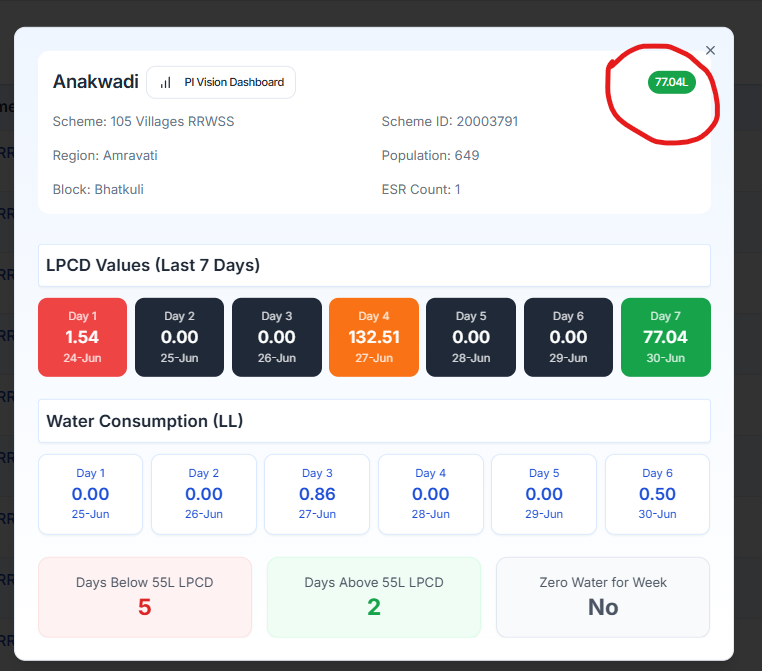 ×
77.04L
Anakwadi PI Vision Dashboard
Scheme: 105 Villages RRWSS Scheme ID: 20003791
Region: Amravati Population: 649
Block: Bhatkuli ESR Count: 1
LPCD Values (Last 7 Days)
Day 1 Day 2 Day 3 Day 4 Day 5 Day 6 Day 7
1.54 0.00 0.00 132.51 0.00 0.00 77.04
24-Jun 25-Jun 26-Jun 27-Jun 28-Jun 29-Jun 30-Jun
Water Consumption (LL)
Day 1 Day 2 Day 3 Day 4 Day 5 Day 6
0.00 0.00 0.86 0.00 0.00 0.50
25-Jun 26-Jun 27-Jun 28-Jun 29-Jun 30-Jun
Days Below 55L LPCD Days Above 55L LPCD Zero Water for Week
5 2 No